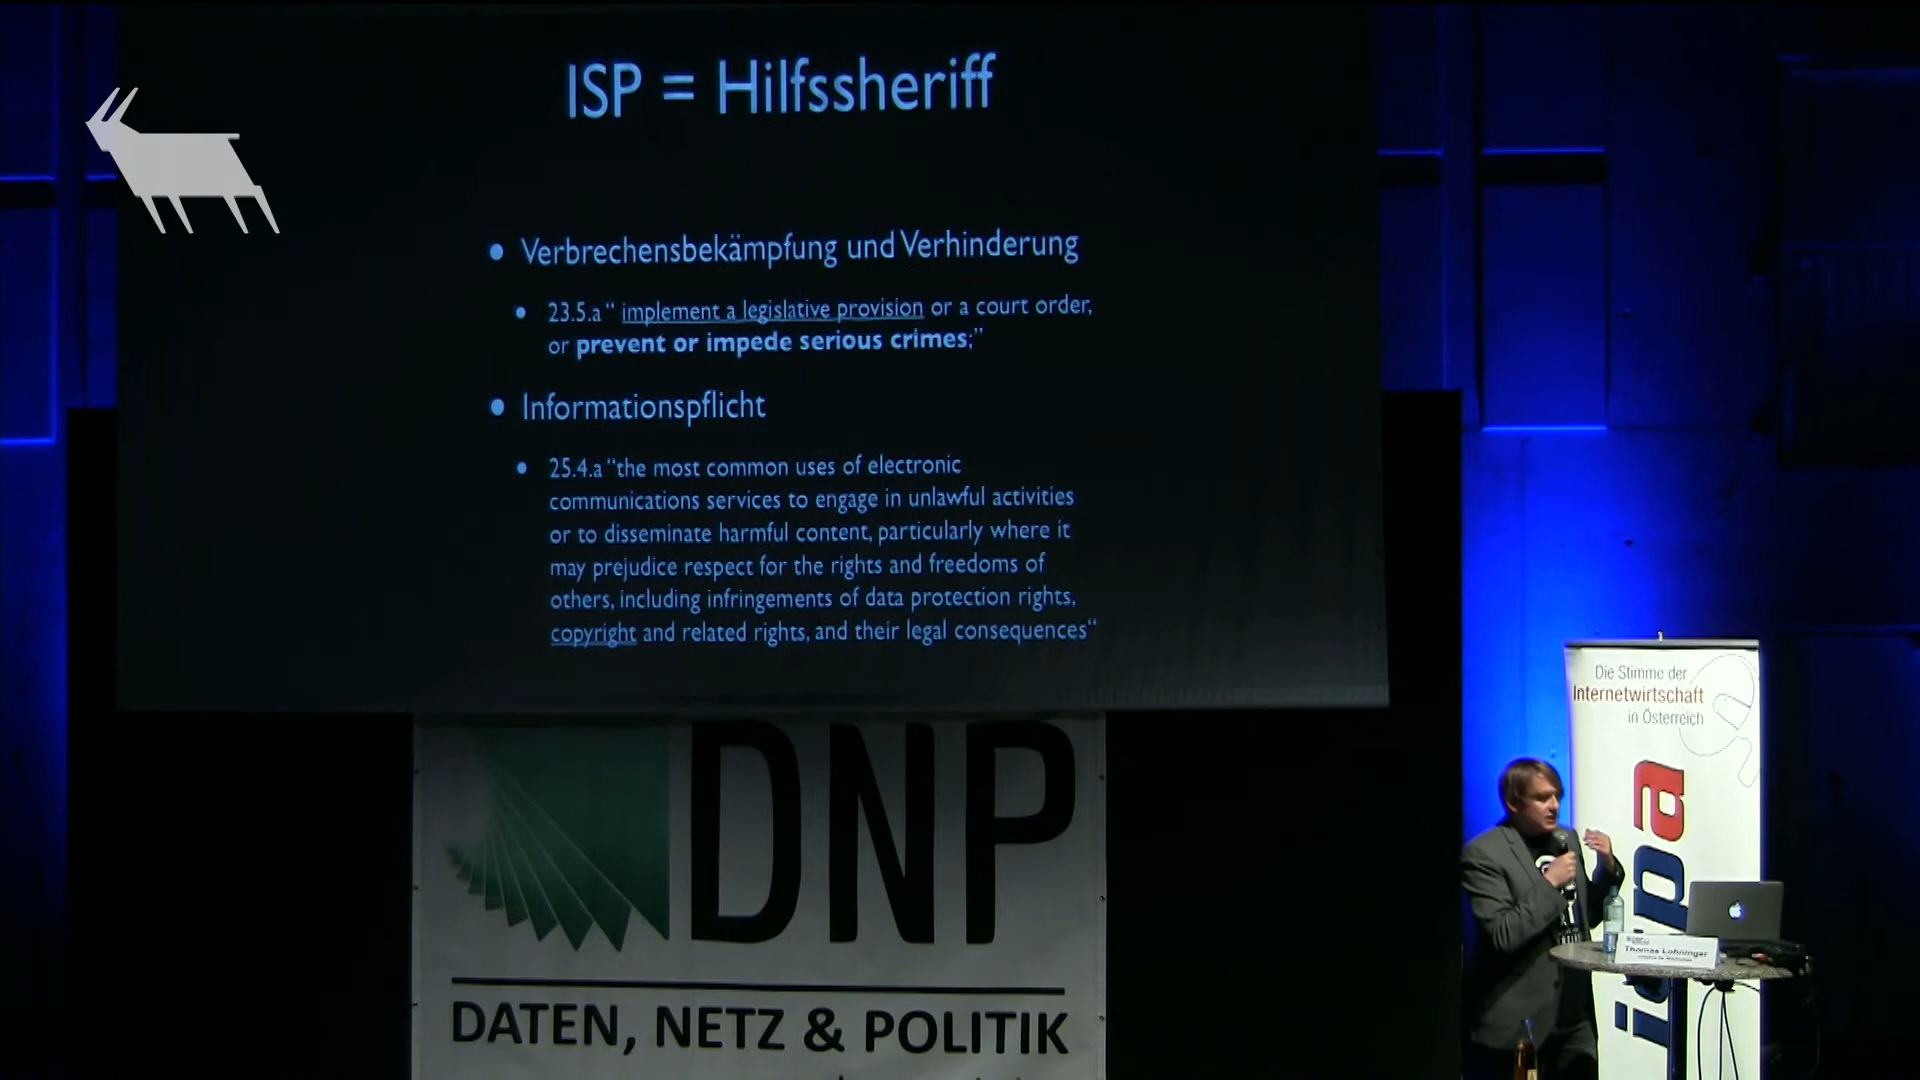 ISP = Hilfssheriff
• Verbrechensbekämpfung und Verhinderung
• 23.5.a “ implement a legislative provision or a court order,
or prevent or impede serious crimes;”
• Informationspflicht
• 25.4.a “the most common uses of electronic
communications services to engage in unlawful activities
or to disseminate harmful content, particularly where it
may prejudice respect for the rights and freedoms of
others, including infringements of data protection rights,
copyright and related rights, and their legal consequences“
DNP
DATEN, NETZ & POLITIK
Die Stimme der
Internetwirtschaft
in Österreich
ispa
Thomas Lohninger